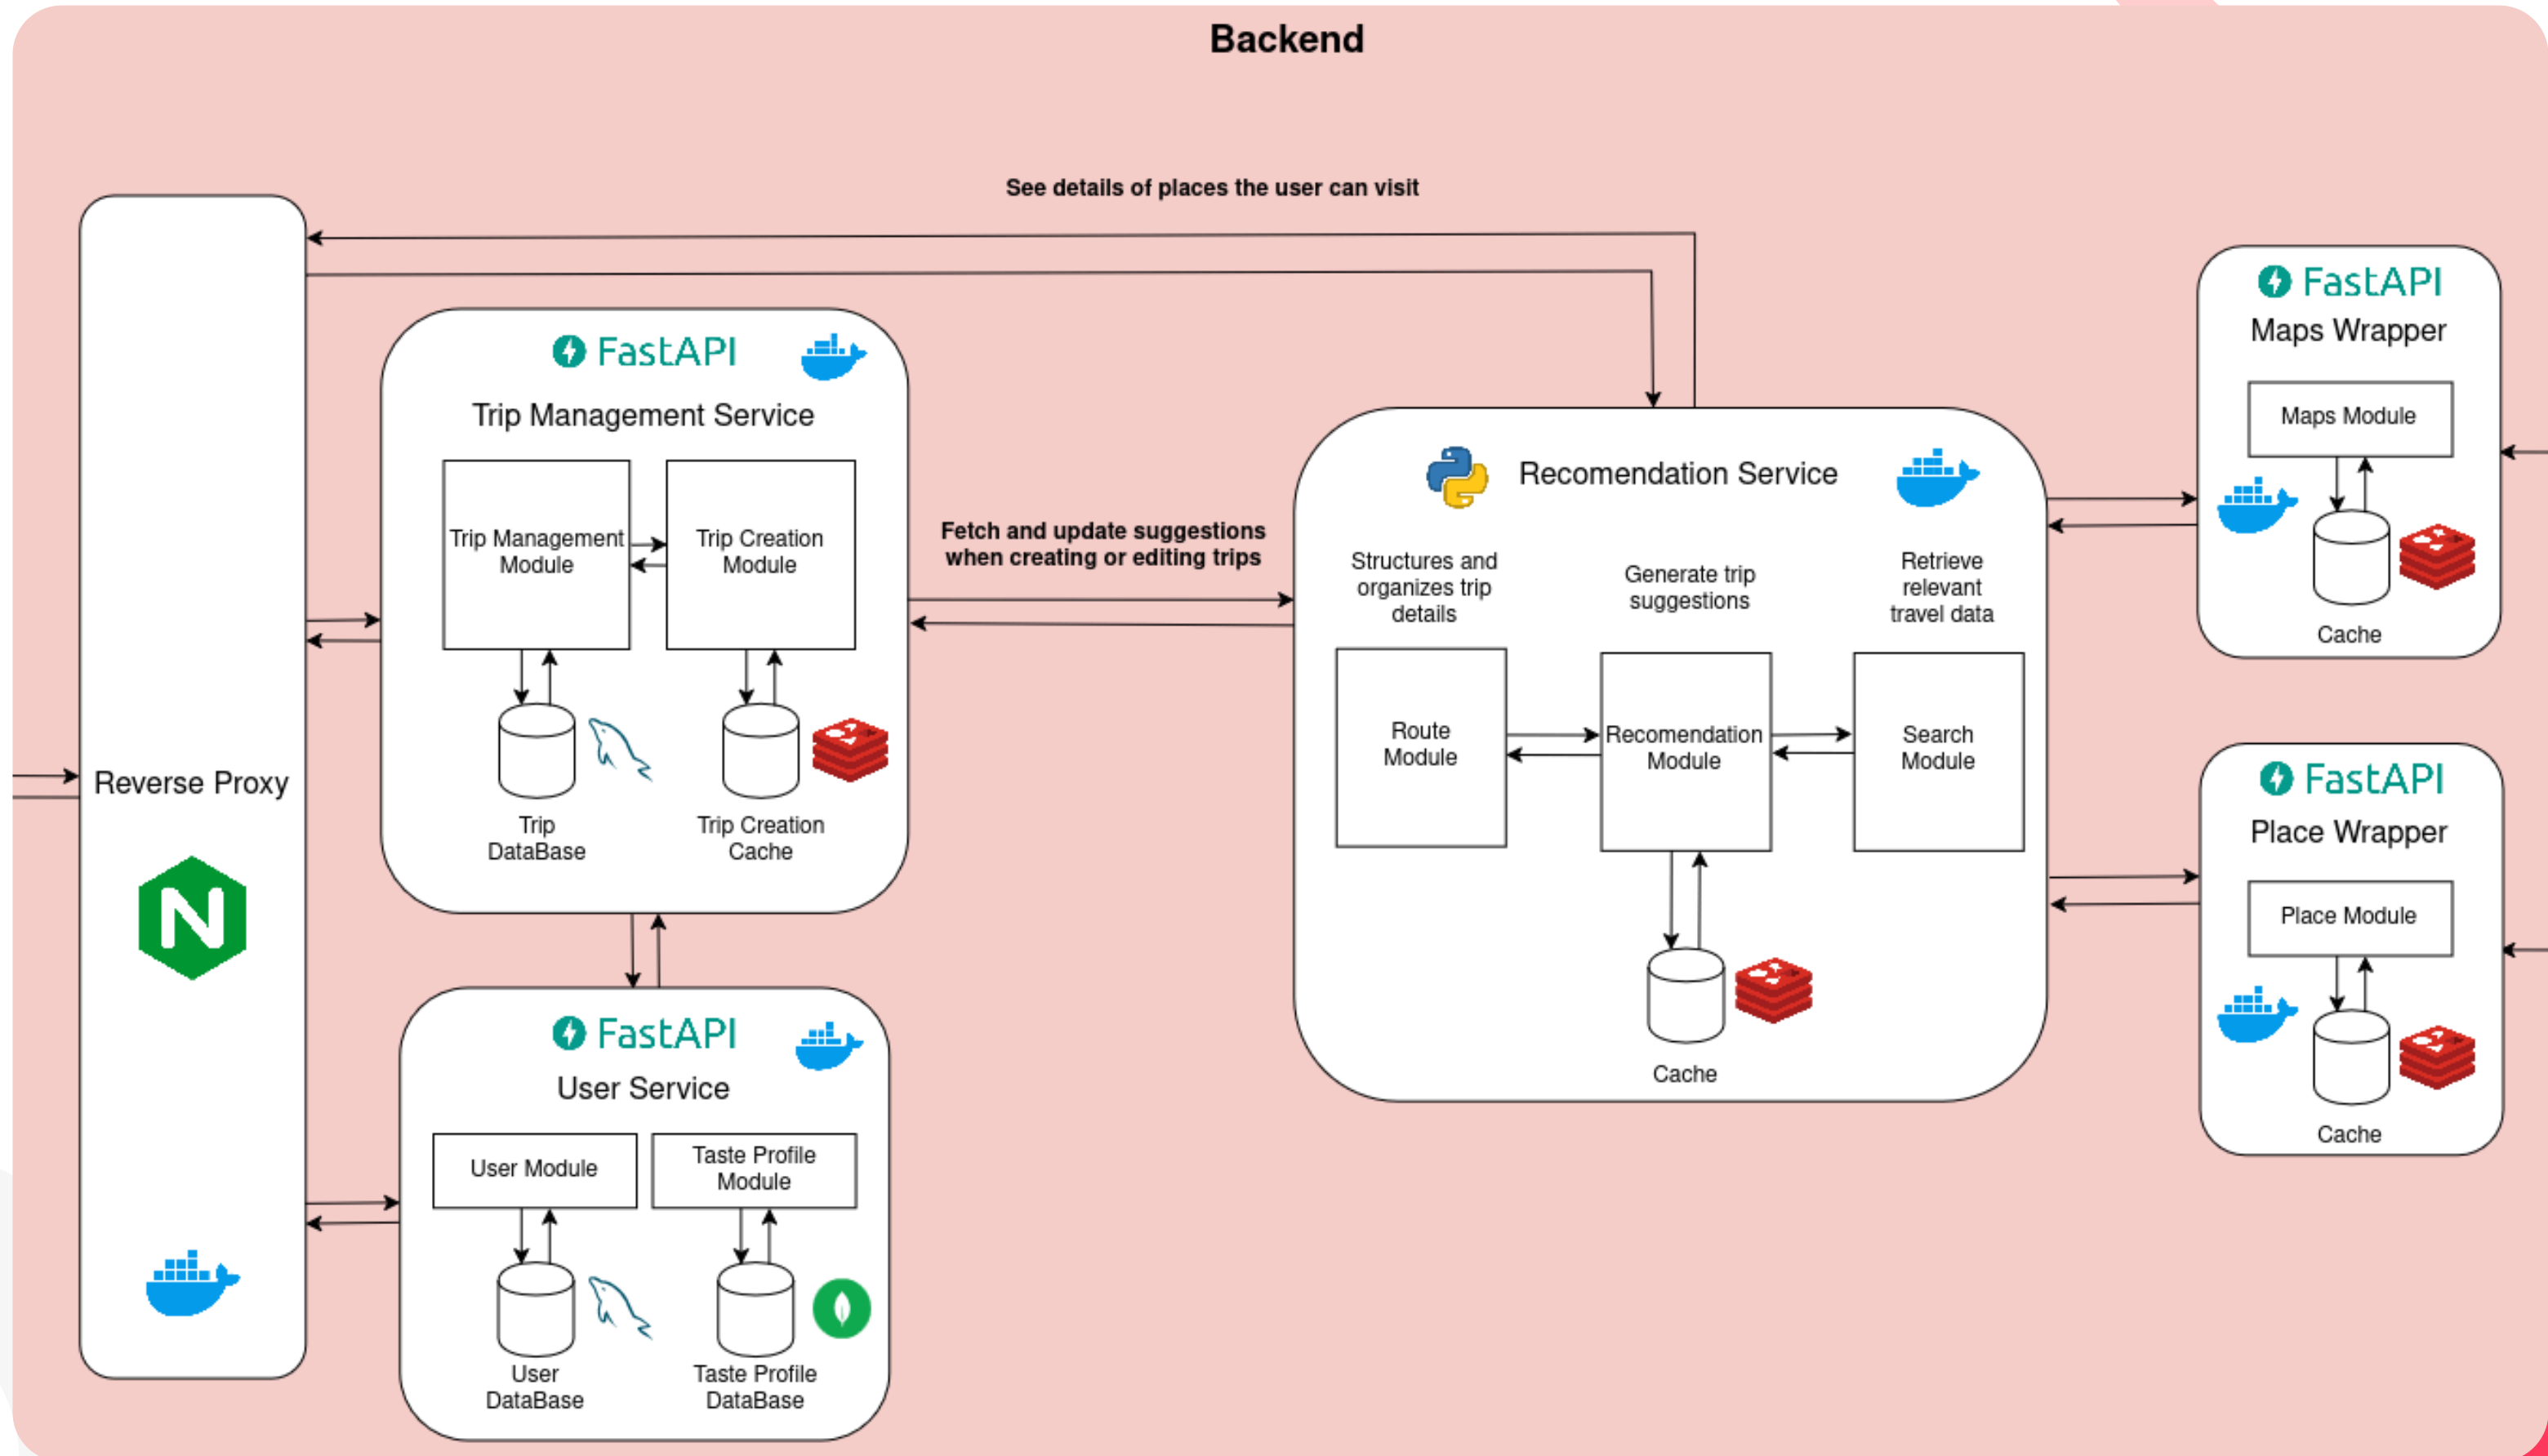 Backend
See details of places the user can visit
Reverse Proxy
FastAPI
Trip Management Service
Trip Management
Module
Trip Creation
Module
Trip
DataBase
Trip Creation
Cache
Fetch and update suggestions
when creating or editing trips
FastAPI
User Service
User Module
Taste Profile
Module
User
DataBase
Taste Profile
DataBase
Recomendation Service
Structures and
organizes trip
details
Generate trip
suggestions
Retrieve
relevant
travel data
Route
Module
Recomendation
Module
Search
Module
Cache
FastAPI
Maps Wrapper
Maps Module
Cache
FastAPI
Place Wrapper
Place Module
Cache